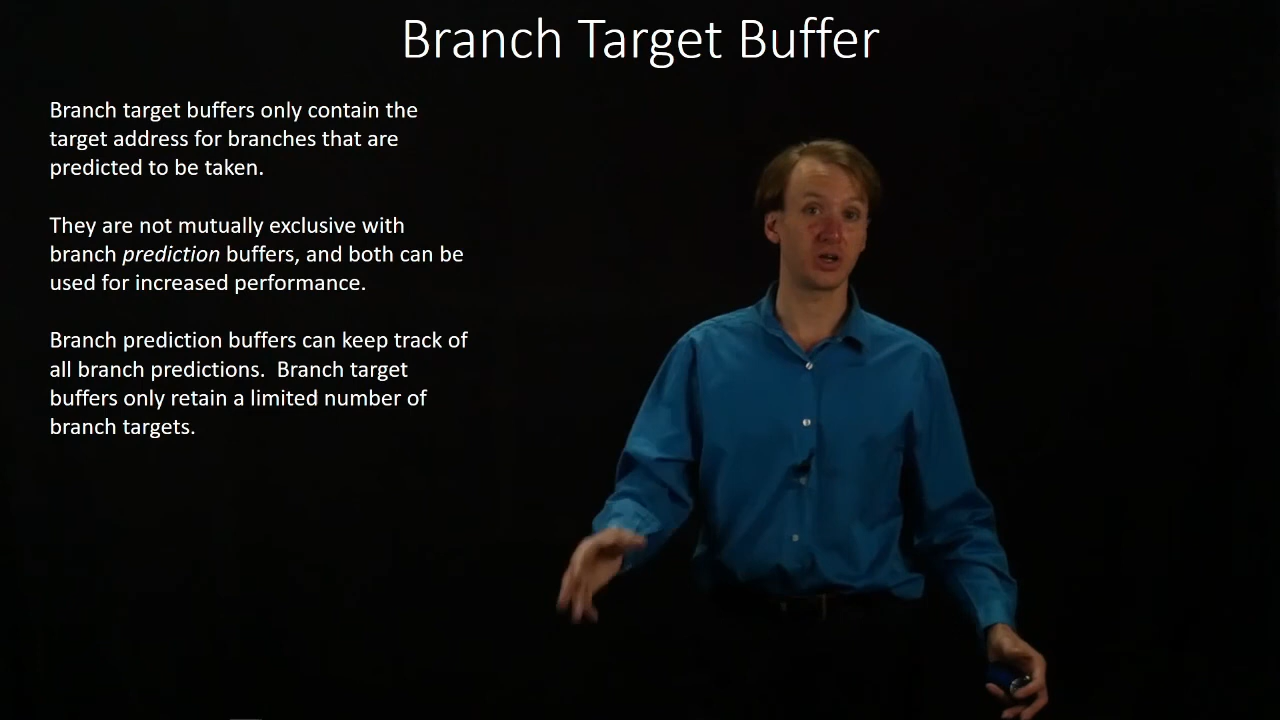 Branch Target Buffer
Branch target buffers only contain the
target address for branches that are
predicted to be taken.
They are not mutually exclusive with
branch prediction buffers, and both can be
used for increased performance.
Branch prediction buffers can keep track of
all branch predictions.  Branch target
buffers only retain a limited number of
branch targets.